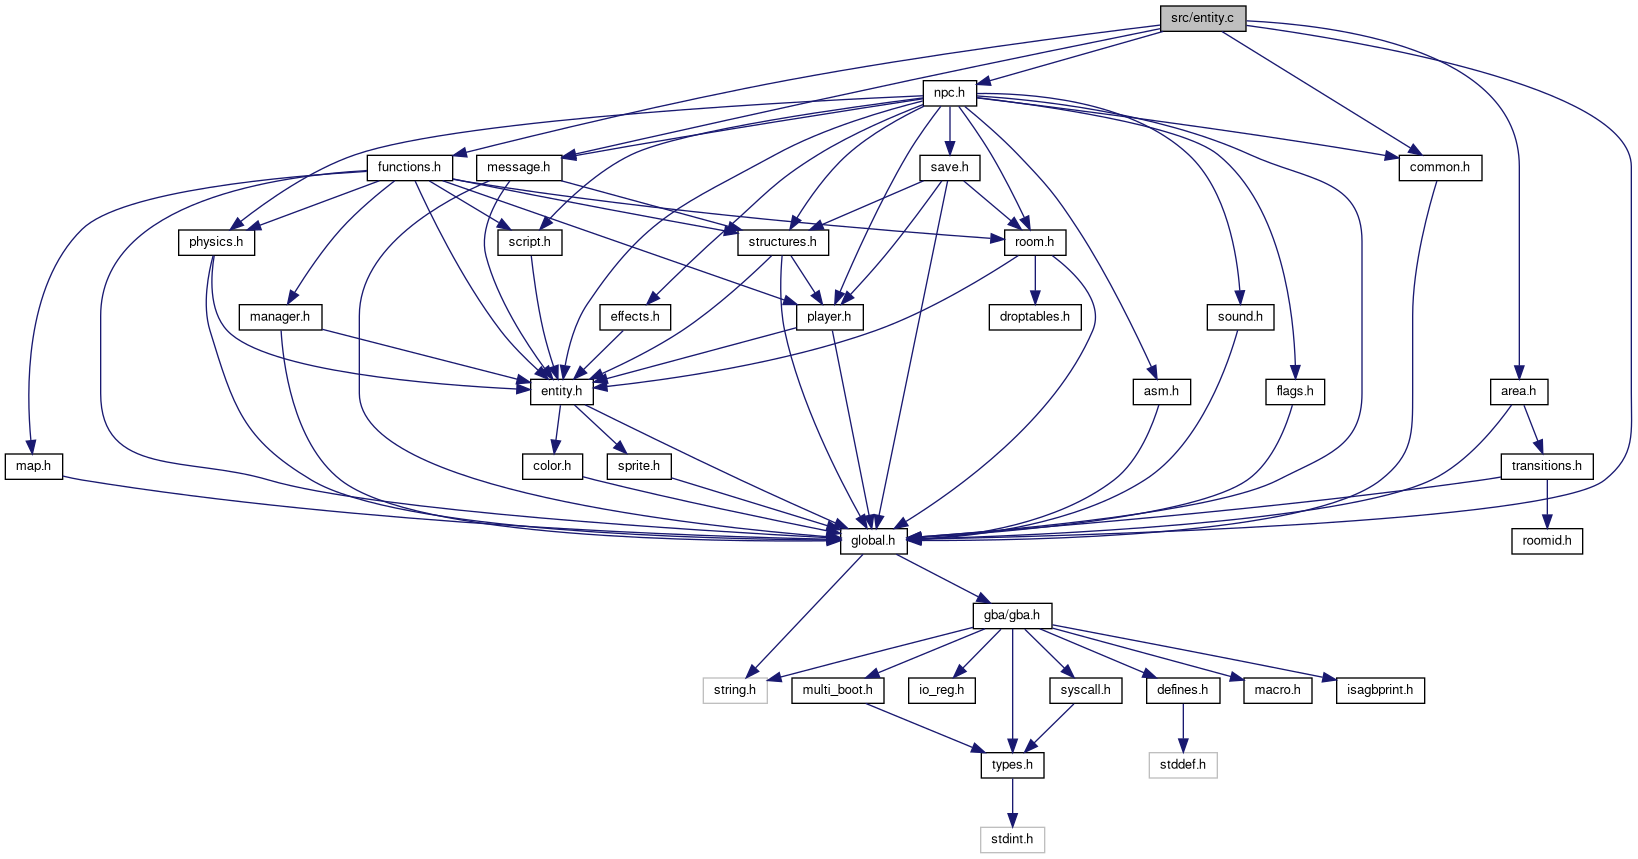 src/entity.c
npc.h
functions.h
message.h
save.h
common.h
physics.h
script.h
structures.h
room.h
manager.h
effects.h
player.h
droptables.h
sound.h
entity.h
asm.h
flags.h
area.h
map.h
color.h
sprite.h
transitions.h
global.h
roomid.h
gba/gba.h
string.h
multi_boot.h
io_reg.h
syscall.h
defines.h
macro.h
isagbprint.h
types.h
stddef.h
stdint.h